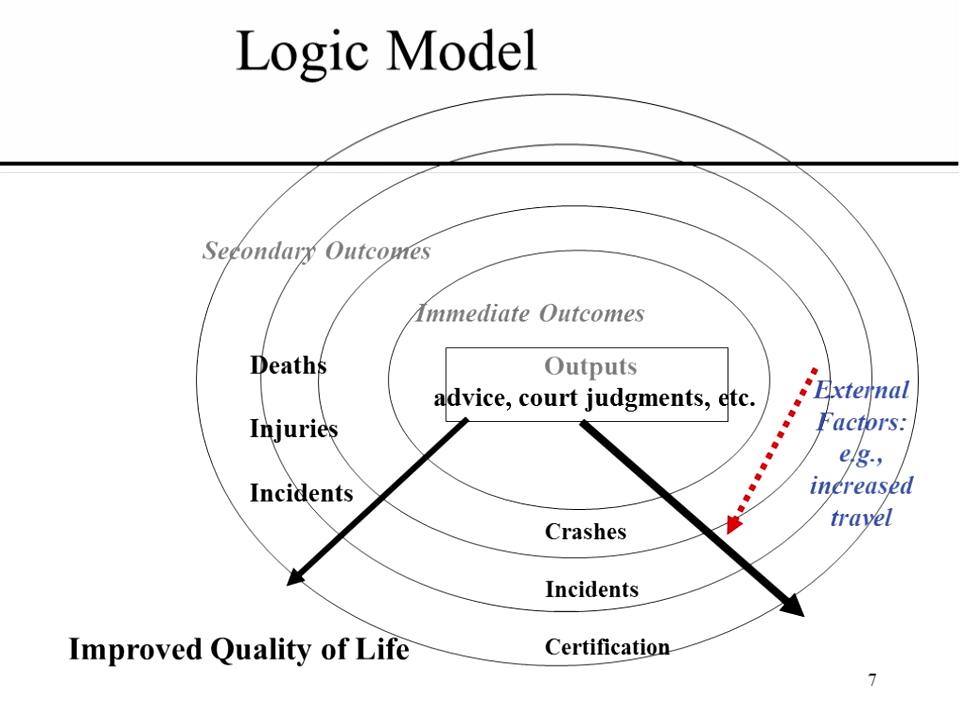 Logic Model
Secondary Outcomes
Immediate Outcomes
Deaths
Injuries
Incidents
Outputs
advice, court judgments, etc.
External
Factors:
e.g.,
increased
travel
Crashes
Incidents
Certification
Improved Quality of Life
7